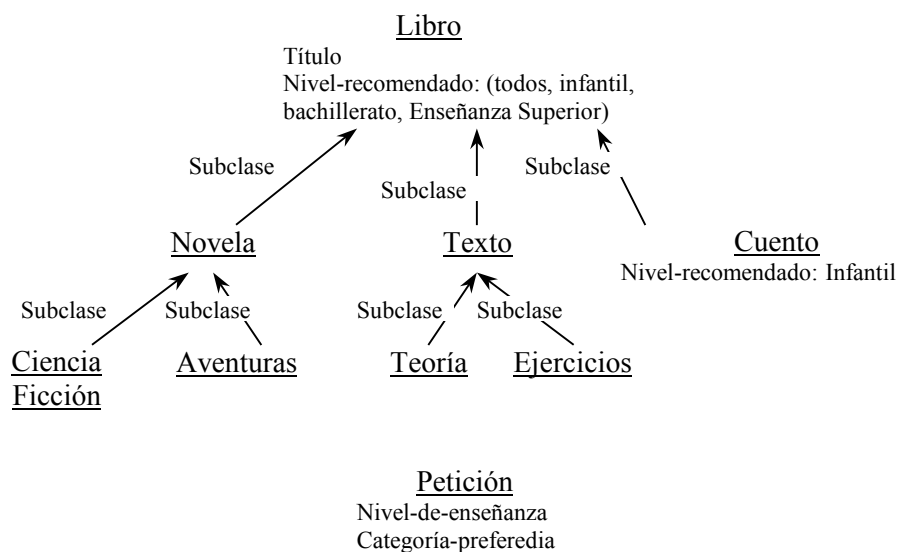 Libro
Título
Nivel-recomendado: (todos, infantil,
bachillerato, Enseñanza Superior)
Subclase
Subclase
Subclase
Novela
Texto
Cuento
Nivel-recomendado: Infantil
Subclase
Subclase
Subclase
Subclase
Ciencia
Ficción
Aventuras
Teoría
Ejercicios
Petición
Nivel-de-enseñanza
Categoría-preferedia